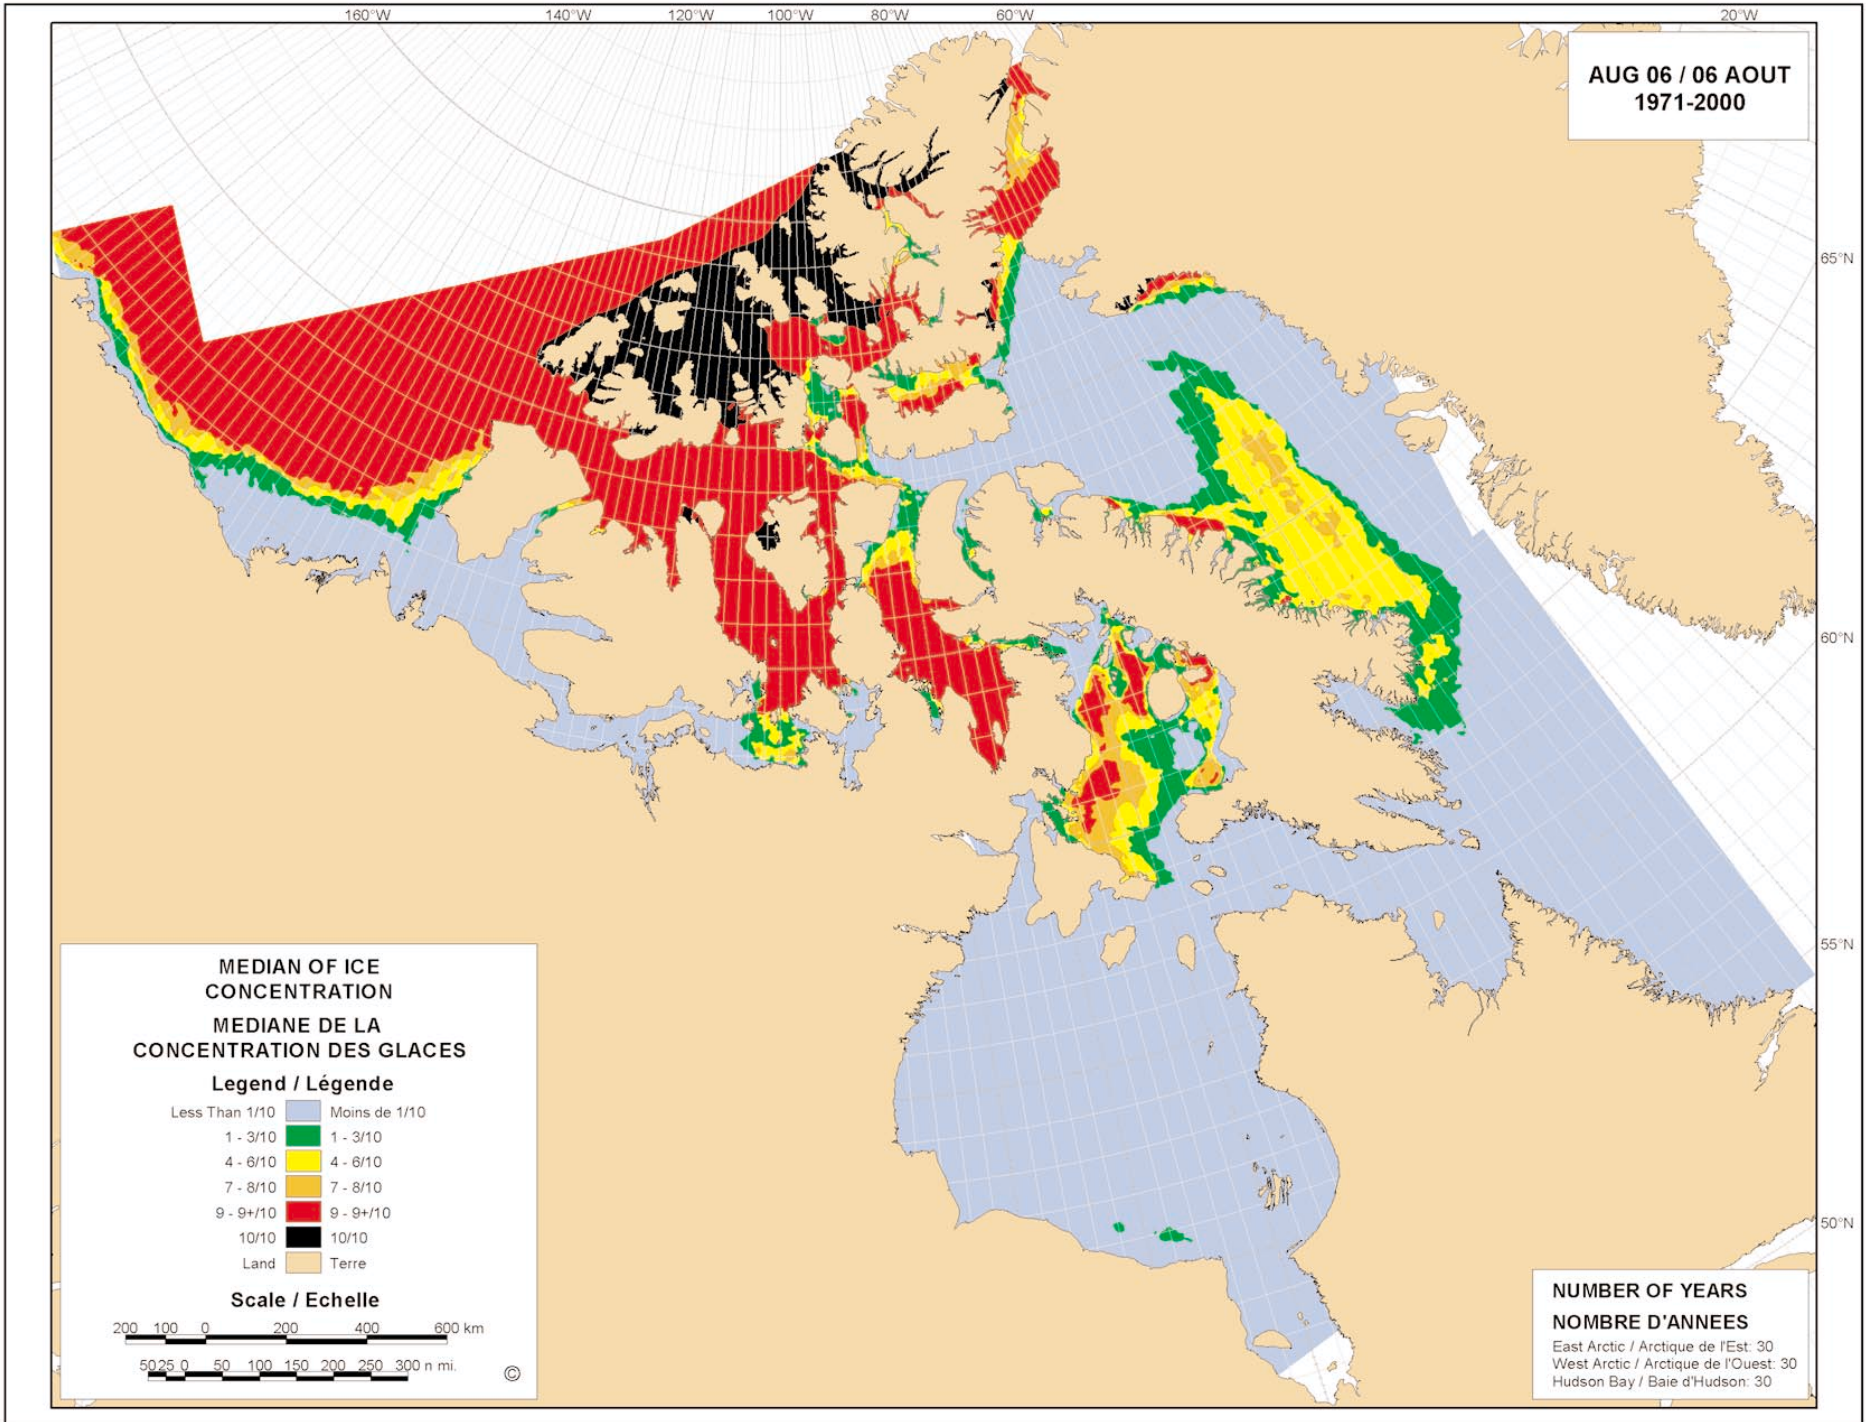 160°W 140°W 120°W 100°W 80°W 60°W 20°W
AUG 06 / 06 AOUT
1971-2000
65°N
60°N
55°N
50°N
MEDIAN OF ICE
CONCENTRATION
MEDIANE DE LA
CONCENTRATION DES GLACES
Legend / Légende
Less Than 1/10 Moins de 1/10
1 - 3/10 1 - 3/10
4 - 6/10 4 - 6/10
7 - 8/10 7 - 8/10
9 - 9+/10 9 - 9+/10
10/10 10/10
Land Terre
Scale / Echelle
200 100 0 200 400 600 km
50 25 0 50 100 150 200 250 300 n mi.
©
NUMBER OF YEARS
NOMBRE D'ANNEES
East Arctic / Arctique de l'Est: 30
West Arctic / Arctique de l'Ouest: 30
Hudson Bay / Baie d'Hudson: 30